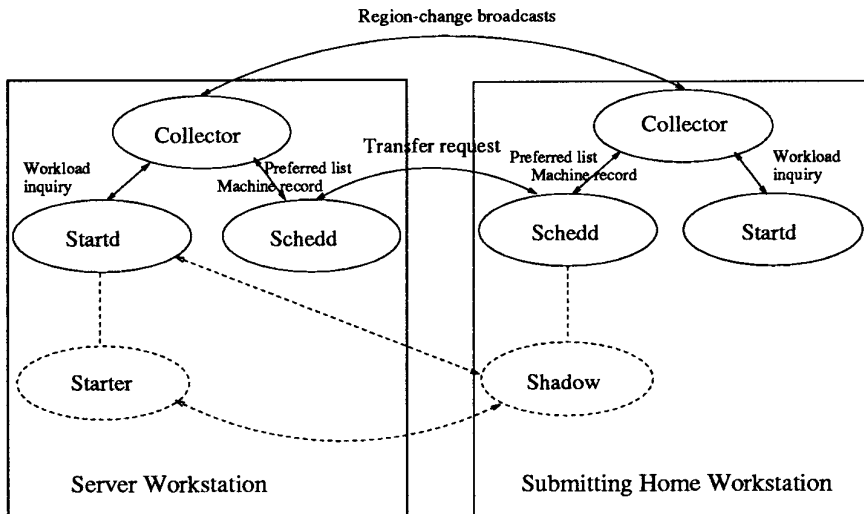 Region-change broadcasts
Collector
Collector
Transfer request
Workload
inquiry
Preferred list
Machine record
Preferred list
Machine record
Workload
inquiry
Startd
Schedd
Schedd
Startd
Starter
Shadow
Server Workstation
Submitting Home Workstation